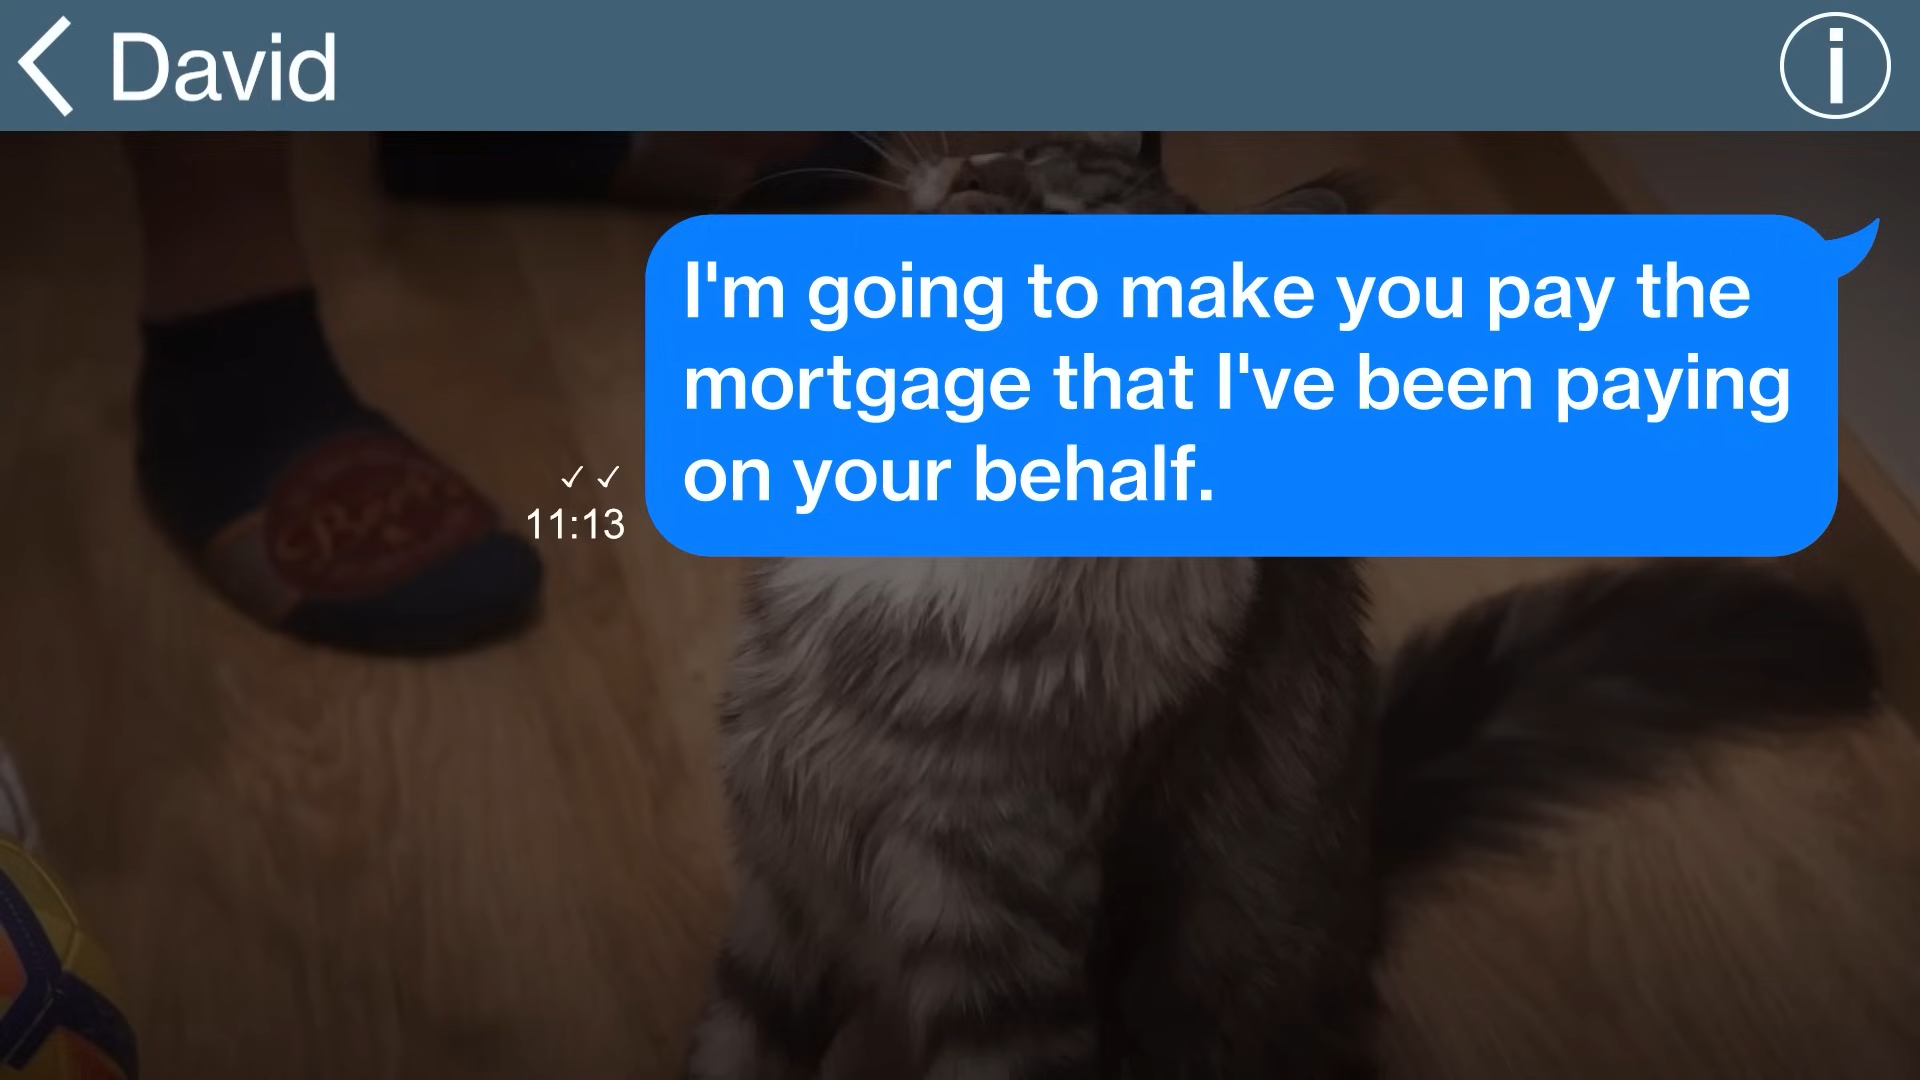 David
i
I'm going to make you pay the
mortgage that I've been paying
on your behalf.
✓✓
11:13